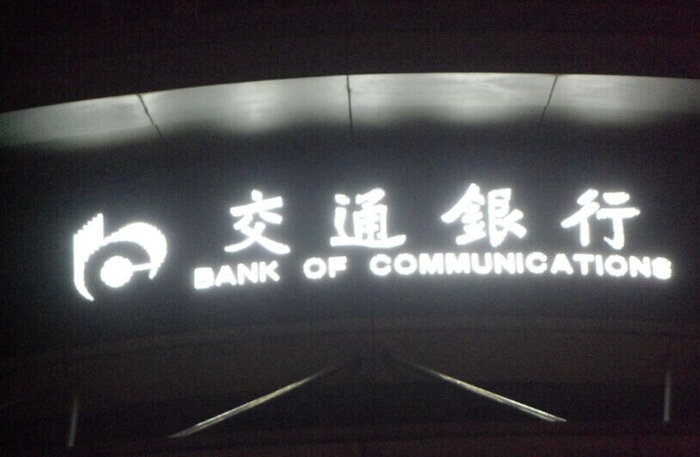 交通銀行
BANK OF COMMUNICATIONS